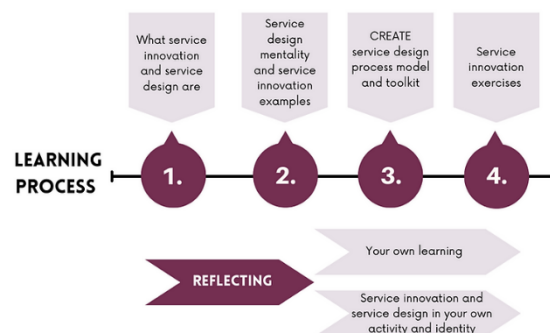 What service
innovation
and service
design are
Service
design
mentality
and service
innovation
examples
CREATE
service design
process model
and toolkit
Service
innovation
exercises
LEARNING
PROCESS
1.
2.
3.
4.
REFLECTING
Your own learning
Service innovation and
service design in your own
activity and identity